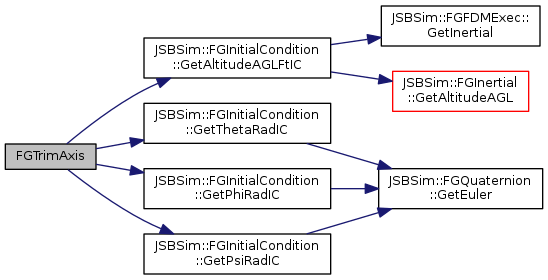 FGTrimAxis
JSBSim::FGInitialCondition
::GetAltitudeAGLFtIC
JSBSim::FGFDMExec::
GetInertial
JSBSim::FGInertial
::GetAltitudeAGL
JSBSim::FGInitialCondition
::GetThetaRadIC
JSBSim::FGInitialCondition
::GetPhiRadIC
JSBSim::FGQuaternion
::GetEuler
JSBSim::FGInitialCondition
::GetPsiRadIC